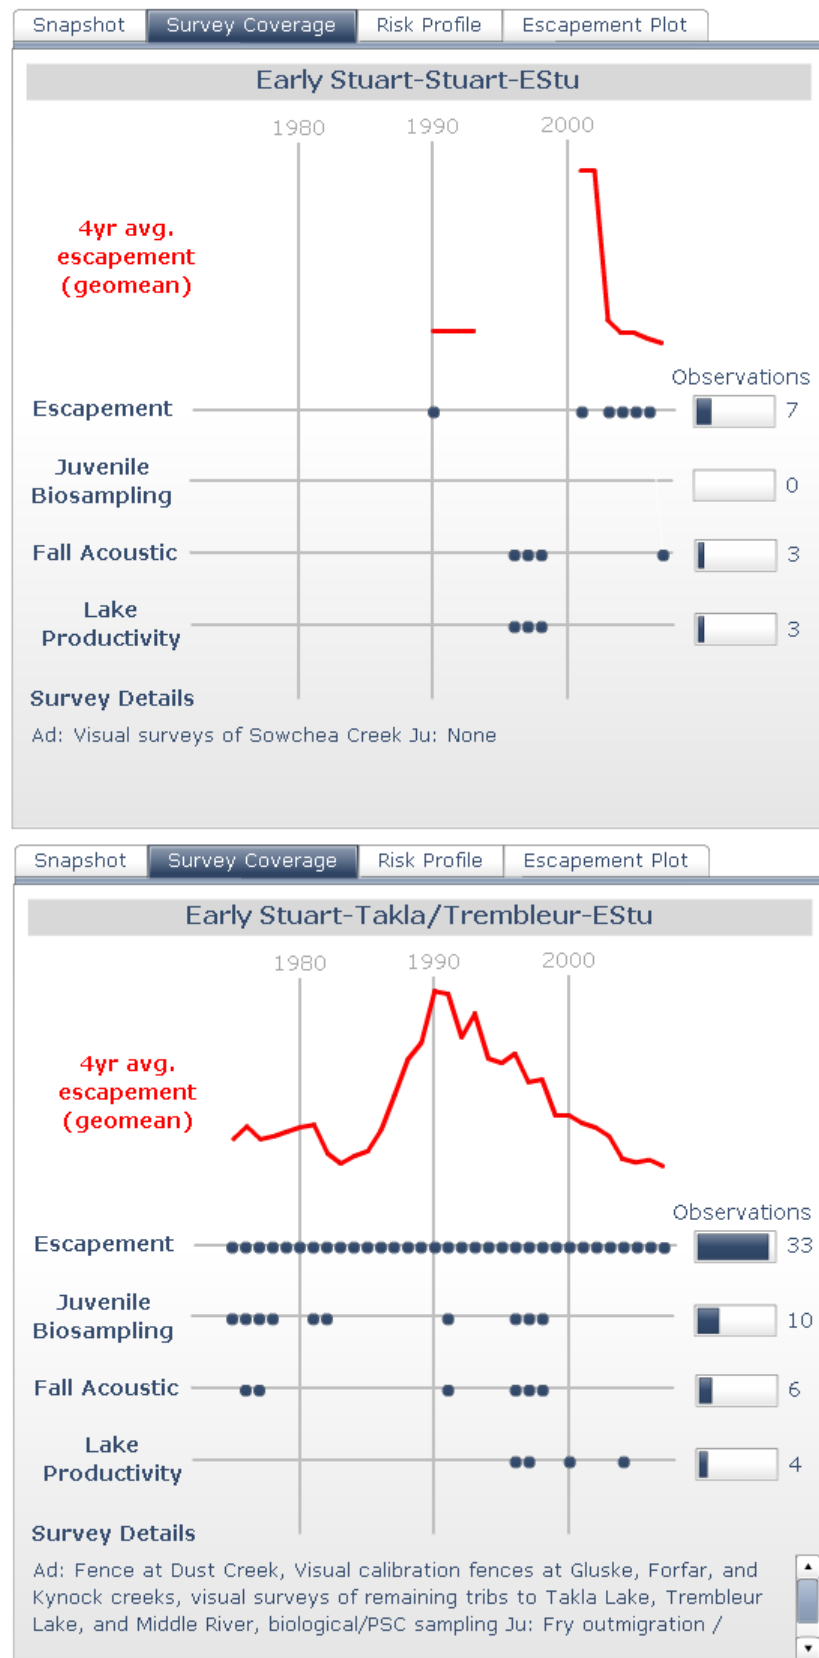 Snapshot Survey Coverage Risk Profile Escapement Plot
Early Stuart-Stuart-EStu
1980 1990 2000
4yr avg.
escapement
(geomean)
Observations
Escapement 7
Juvenile
Biosampling 0
Fall Acoustic 3
Lake
Productivity 3
Survey Details
Ad: Visual surveys of Sowchea Creek Ju: None
Snapshot Survey Coverage Risk Profile Escapement Plot
Early Stuart-Takla/Trembleur-EStu
1980 1990 2000
4yr avg.
escapement
(geomean)
Observations
Escapement 33
Juvenile
Biosampling 10
Fall Acoustic 6
Lake
Productivity 4
Survey Details
Ad: Fence at Dust Creek, Visual calibration fences at Gluske, Forfar, and
Kynock creeks, visual surveys of remaining tribs to Takla Lake, Trembleur
Lake, and Middle River, biological/PSC sampling Ju: Fry outmigration /